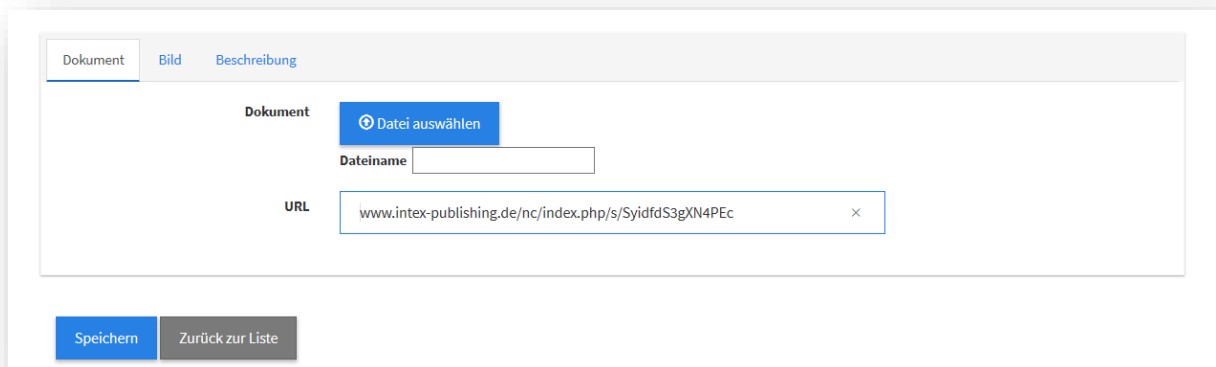 Dokument Bild Beschreibung
Dokument Datei auswählen
Dateiname
URL www.intex-publishing.de/nc/index.php/s/SyidfdS3gXN4PEc ×
Speichern Zurück zur Liste